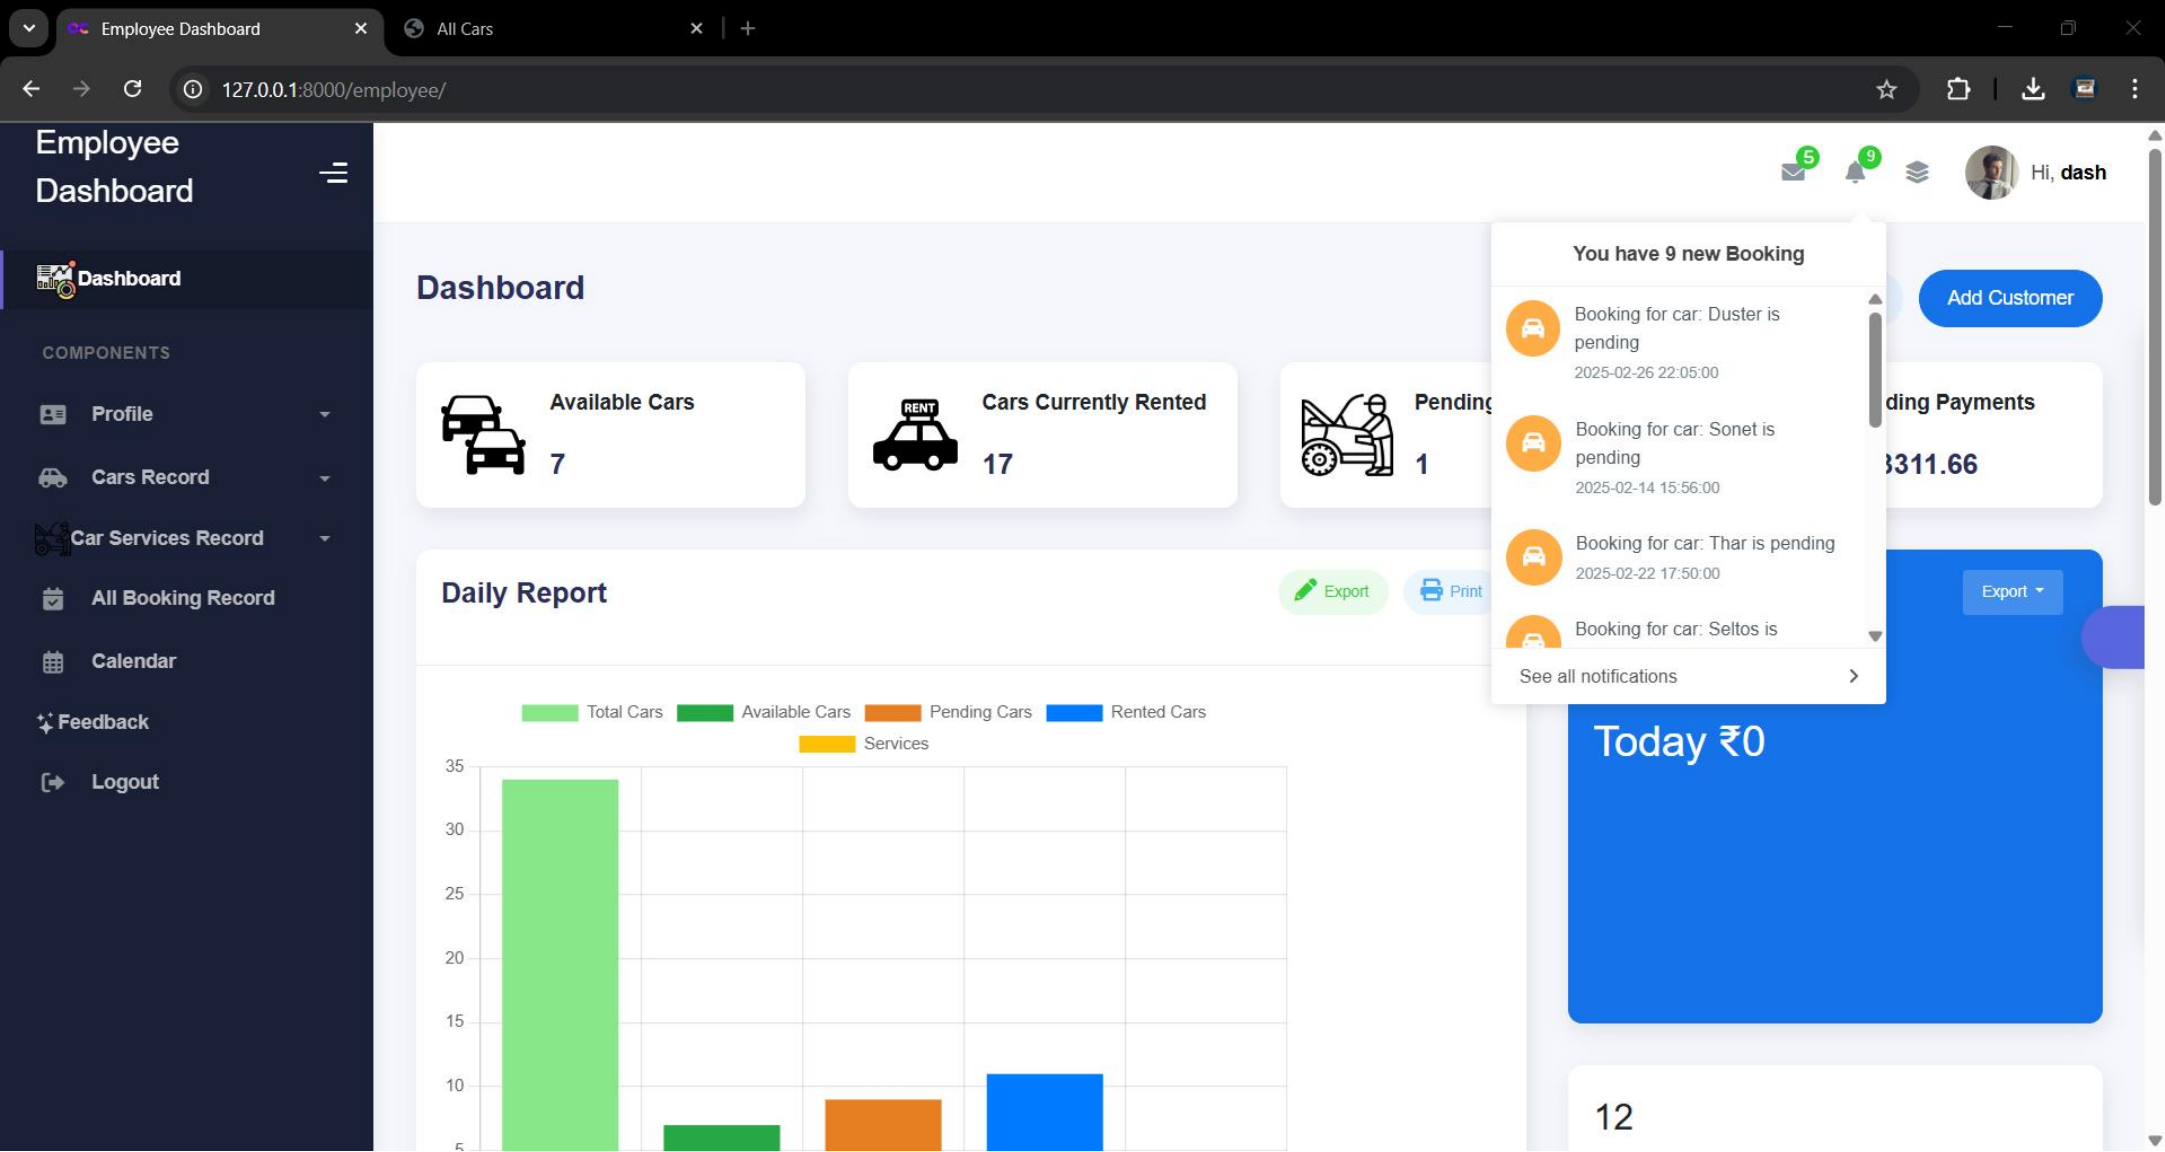 Employee Dashboard
All Cars
127.0.0.1:8000/employee/
Employee
Dashboard
5
9
Hi, dash
Dashboard
COMPONENTS
Profile
Cars Record
Car Services Record
All Booking Record
Calendar
Feedback
Logout
Dashboard
Add Customer
Available Cars
7
RENT
Cars Currently Rented
17
Pending
1
ding Payments
3311.66
You have 9 new Booking
Booking for car: Duster is
pending
2025-02-26 22:05:00
Booking for car: Sonet is
pending
2025-02-14 15:56:00
Booking for car: Thar is pending
2025-02-22 17:50:00
Booking for car: Seltos is
See all notifications
Daily Report
Export
Print
Export
Total Cars
Available Cars
Pending Cars
Rented Cars
Services
35
30
25
20
15
10
5
Today ₹0
12